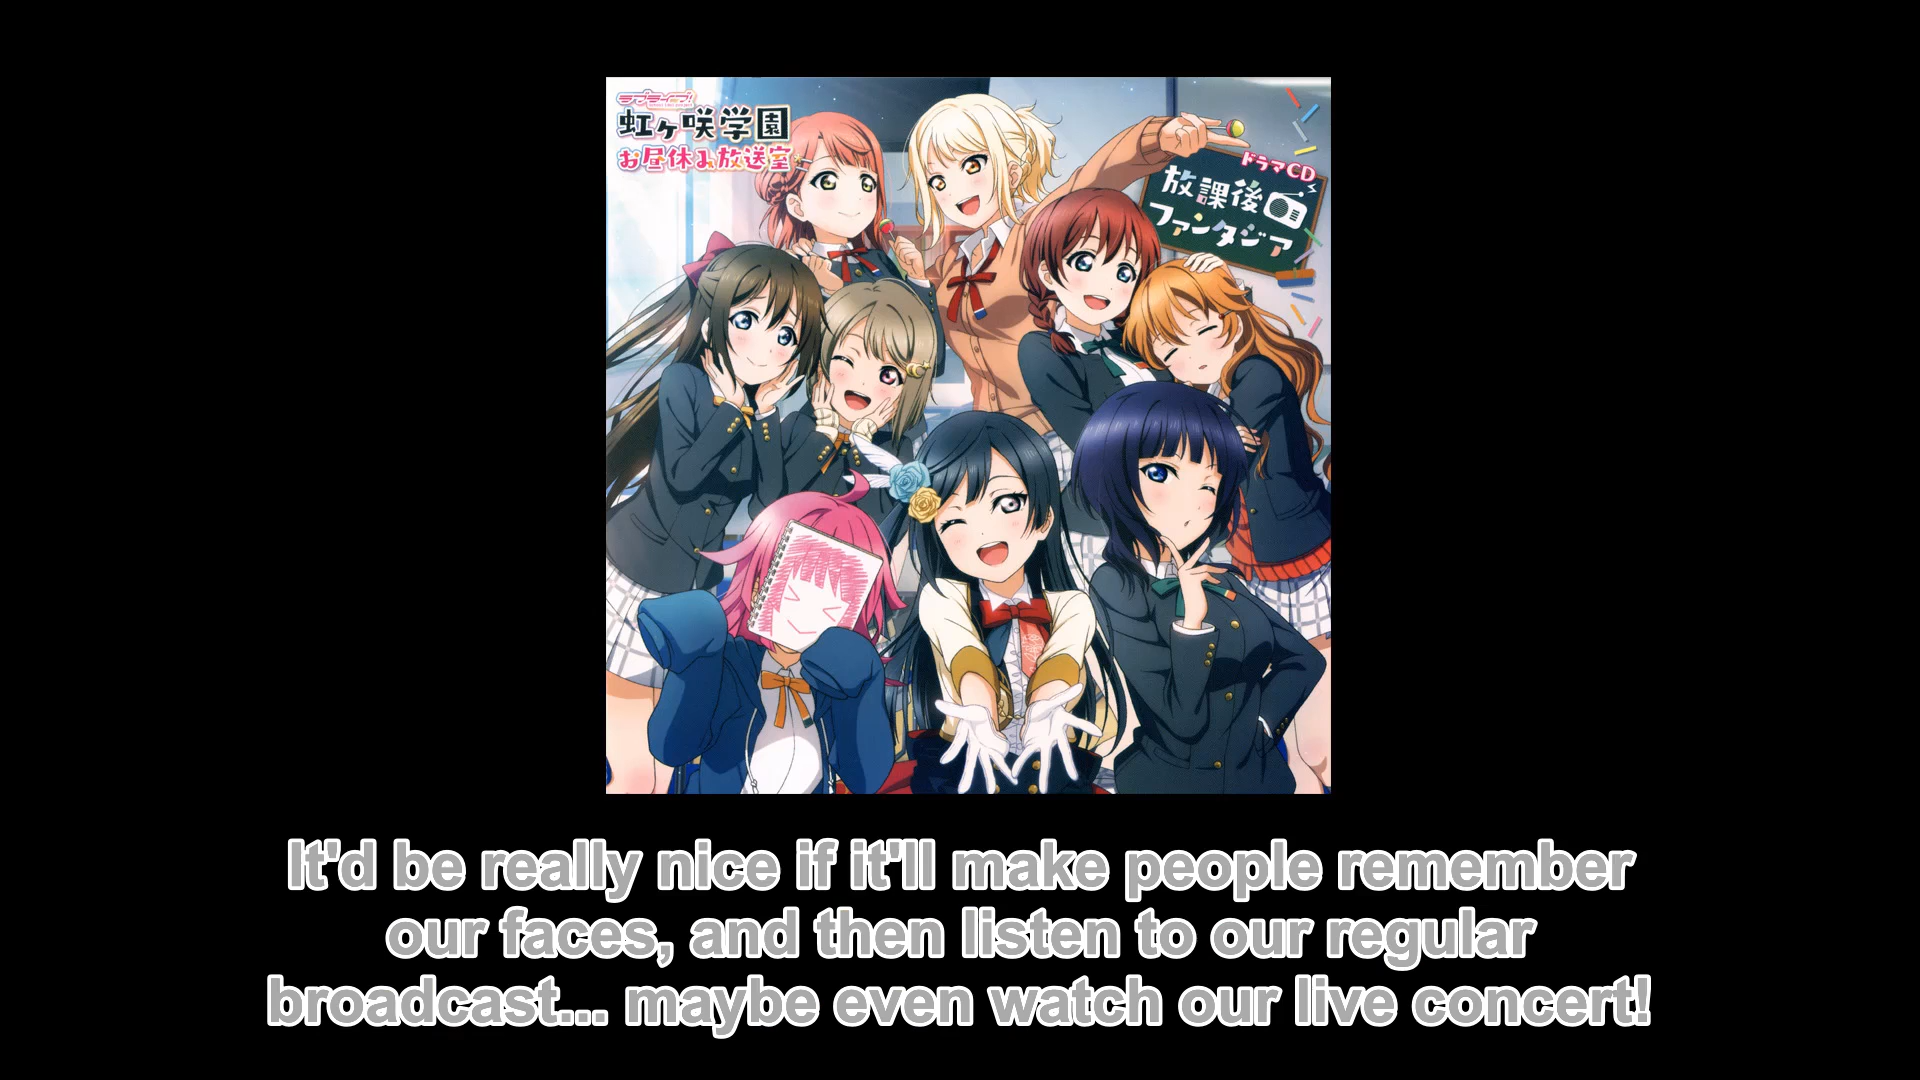 ラブライブ!
虹ヶ咲学園
お昼休み放送室
ドラマCD
放課後
ファンタジア
It'd be really nice if it'll make people remember
our faces, and then listen to our regular
broadcast... maybe even watch our live concert!